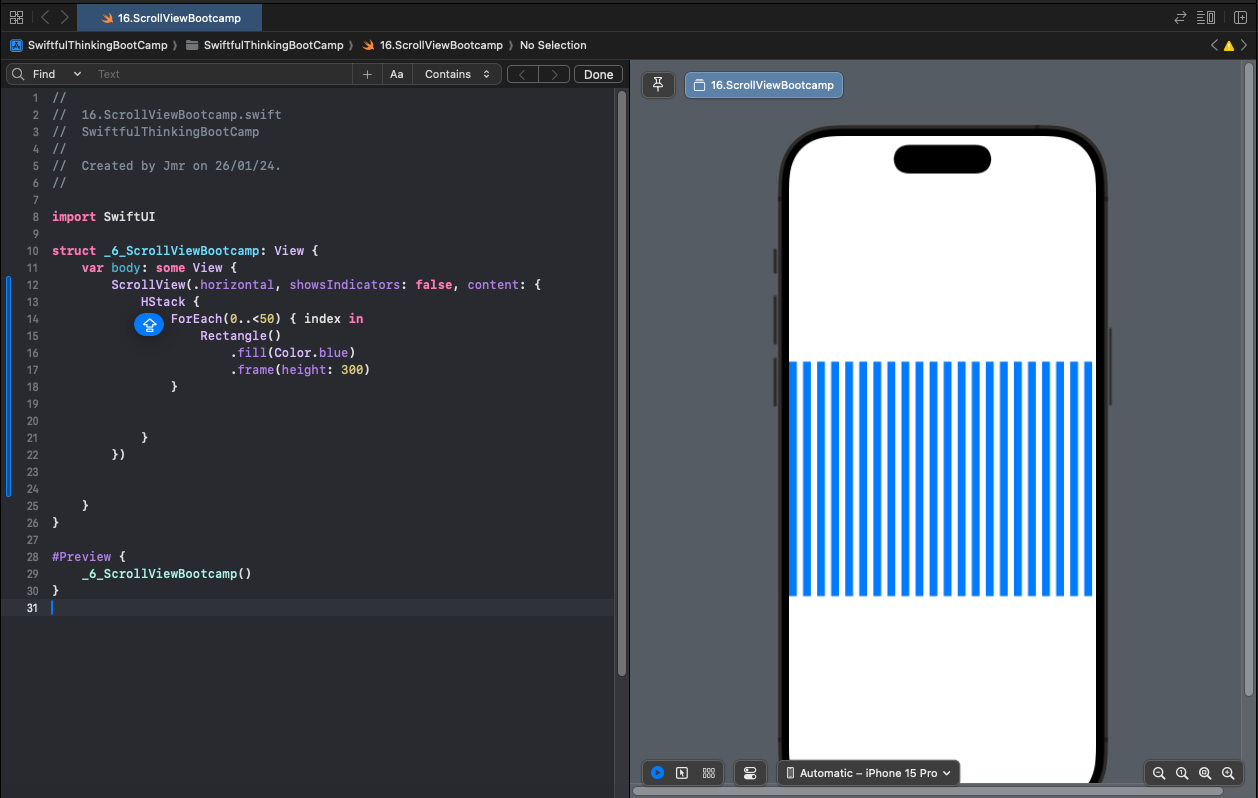 16.ScrollViewBootcamp
SwiftfulThinkingBootCamp 〉 SwiftfulThinkingBootCamp 〉 16.ScrollViewBootcamp 〉 No Selection
Find Text + Aa Contains Done
1 //
2 //  16.ScrollViewBootcamp.swift
3 //  SwiftfulThinkingBootCamp
4 //
5 //  Created by Jmr on 26/01/24.
6 //
7
8 import SwiftUI
9
10 struct _6_ScrollViewBootcamp: View {
11     var body: some View {
12         ScrollView(.horizontal, showsIndicators: false, content: {
13             HStack {
14                 ForEach(0..<50) { index in
15                     Rectangle()
16                         .fill(Color.blue)
17                         .frame(height: 300)
18                 }
19
20
21             }
22         })
23
24
25     }
26 }
27
28 #Preview {
29     _6_ScrollViewBootcamp()
30 }
31
16.ScrollViewBootcamp
Automatic – iPhone 15 Pro